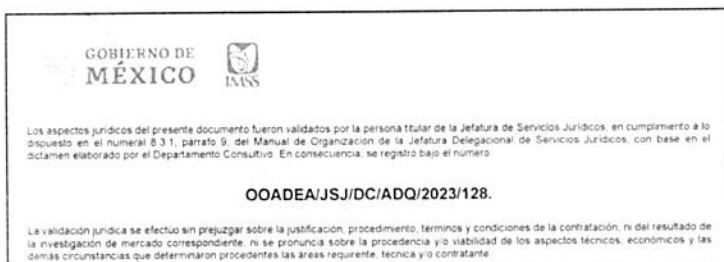 GOBIERNO DE
MÉXICO
IMSS
Los aspectos jurídicos del presente documento fueron validados por la persona titular de la Jefatura de Servicios Jurídicos, en cumplimiento a lo
dispuesto en el numeral 8.3.1, párrafo 9, del Manual de Organización de la Jefatura Delegacional de Servicios Jurídicos, con base en el
dictamen elaborado por el Departamento Consultivo. En consecuencia, se registró bajo el número:
OOADEA/JSJ/DC/ADQ/2023/128.
La validación jurídica se efectúo sin prejuzgar sobre la justificación, procedimiento, términos y condiciones de la contratación, ni del resultado de
la investigación de mercado correspondiente, ni se pronuncia sobre la procedencia y/o viabilidad de los aspectos técnicos, económicos y las
demás circunstancias que determinaron procedentes las áreas requirente, técnica y/o contratante